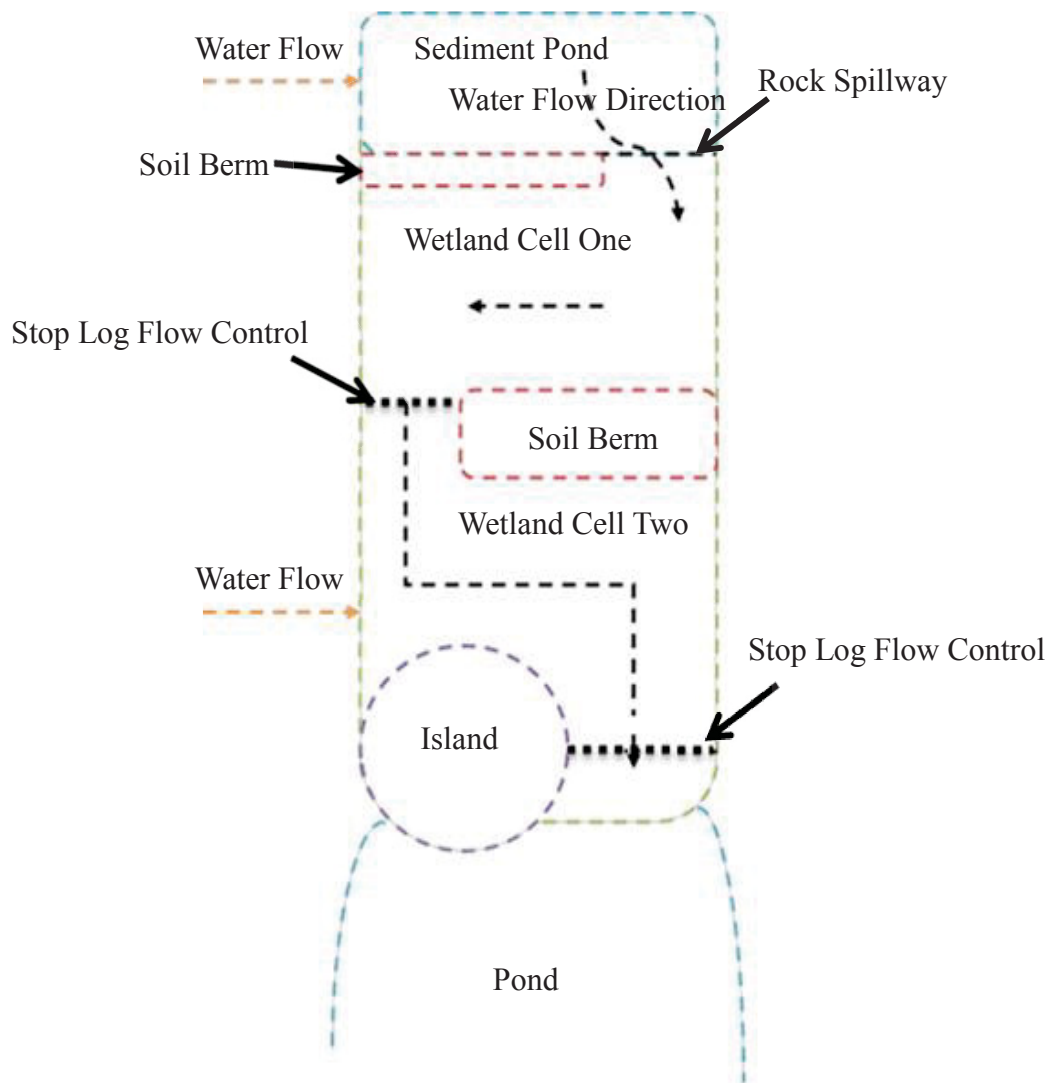 Water Flow
Sediment Pond
Water Flow Direction
Rock Spillway
Soil Berm
Wetland Cell One
Stop Log Flow Control
Soil Berm
Wetland Cell Two
Water Flow
Stop Log Flow Control
Island
Pond